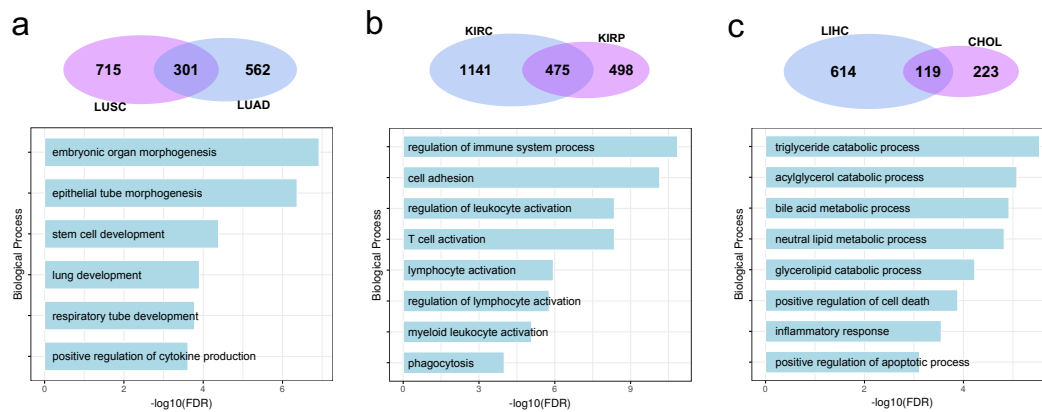 a
715
301
562
LUSC
LUAD
Biological Process
embryonic organ morphogenesis
epithelial tube morphogenesis
stem cell development
lung development
respiratory tube development
positive regulation of cytokine production
0 2 4 6
-log10(FDR)
b
KIRC
KIRP
1141
475
498
Biological Process
regulation of immune system process
cell adhesion
regulation of leukocyte activation
T cell activation
lymphocyte activation
regulation of lymphocyte activation
myeloid leukocyte activation
phagocytosis
0 3 6 9
-log10(FDR)
c
LIHC
CHOL
614
119
223
Biological Process
triglyceride catabolic process
acylglycerol catabolic process
bile acid metabolic process
neutral lipid metabolic process
glycerolipid catabolic process
positive regulation of cell death
inflammatory response
positive regulation of apoptotic process
0 2 4
-log10(FDR)